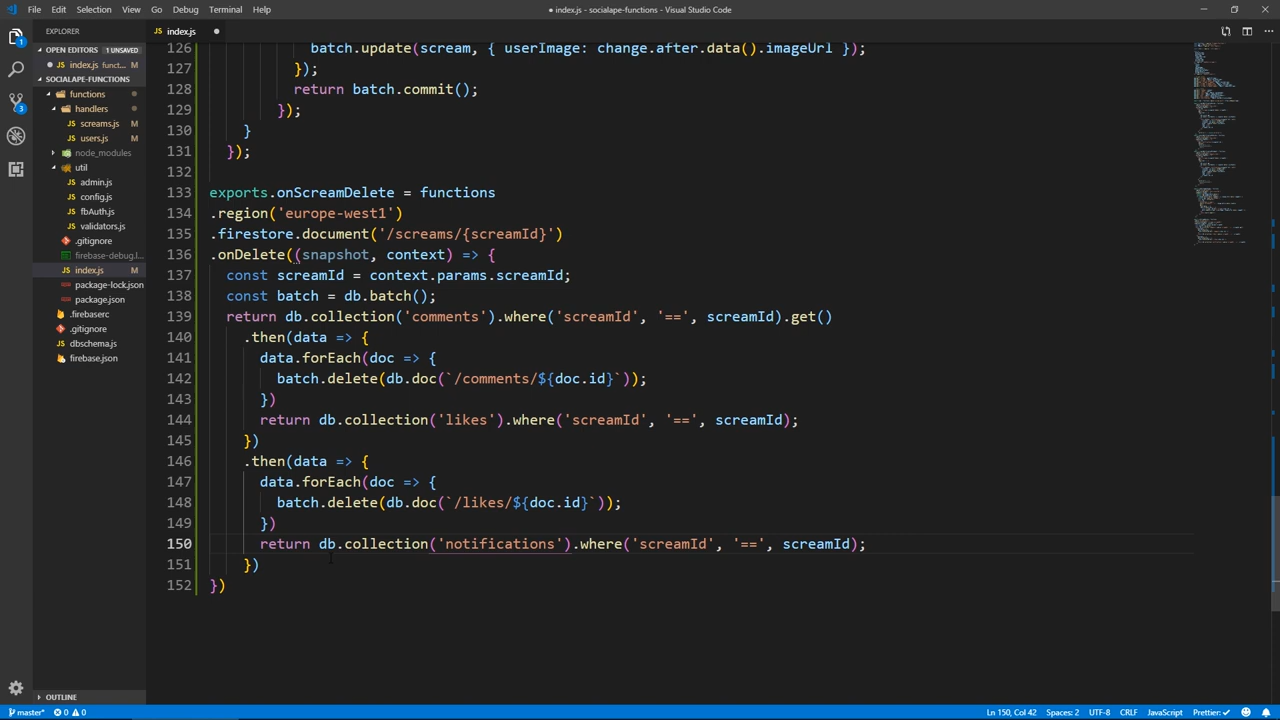 File Edit Selection View Go Debug Terminal Help
● index.js - socialape-functions - Visual Studio Code
EXPLORER
OPEN EDITORS 1 UNSAVED
index.js funct... M
SOCIALAPE-FUNCTIONS
functions
handlers
screams.js M
users.js M
node_modules
util
admin.js
config.js
fbAuth.js
validators.js
.gitignore
firebase-debug.l...
index.js M
package-lock.json
package.json
.firebaserc
.gitignore
dbschema.js
firebase.json
OUTLINE
index.js ●
126 batch.update(scream, { userImage: change.after.data().imageUrl });
127 });
128 return batch.commit();
129 });
130 }
131 });
132
133 exports.onScreamDelete = functions
134 .region('europe-west1')
135 .firestore.document('/screams/{screamId}')
136 .onDelete((snapshot, context) => {
137 const screamId = context.params.screamId;
138 const batch = db.batch();
139 return db.collection('comments').where('screamId', '==', screamId).get()
140 .then(data => {
141 data.forEach(doc => {
142 batch.delete(db.doc(`/comments/${doc.id}`));
143 })
144 return db.collection('likes').where('screamId', '==', screamId);
145 })
146 .then(data => {
147 data.forEach(doc => {
148 batch.delete(db.doc(`/likes/${doc.id}`));
149 })
150 return db.collection('notifications').where('screamId', '==', screamId);
151 })
152 })
master* 0 0 Ln 150, Col 42 Spaces: 2 UTF-8 CRLF JavaScript Prettier: ✓